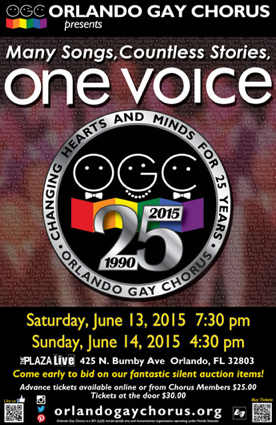 OGC ORLANDO GAY CHORUS
presents
Many Songs, Countless Stories,
one voice
CHANGING HEARTS AND MINDS FOR 25 YEARS
OGC
2015
25
1990
• ORLANDO GAY CHORUS •
Saturday, June 13, 2015 7:30 pm
Sunday, June 14, 2015 4:30 pm
THE PLAZA Live 425 N. Bumby Ave Orlando, FL 32803
Come early to bid on our fantastic silent auction items!
Advance tickets available online or from Chorus Members $25.00
Tickets at the door $30.00
Like us
Buy Tickets
orlandogaychorus.org